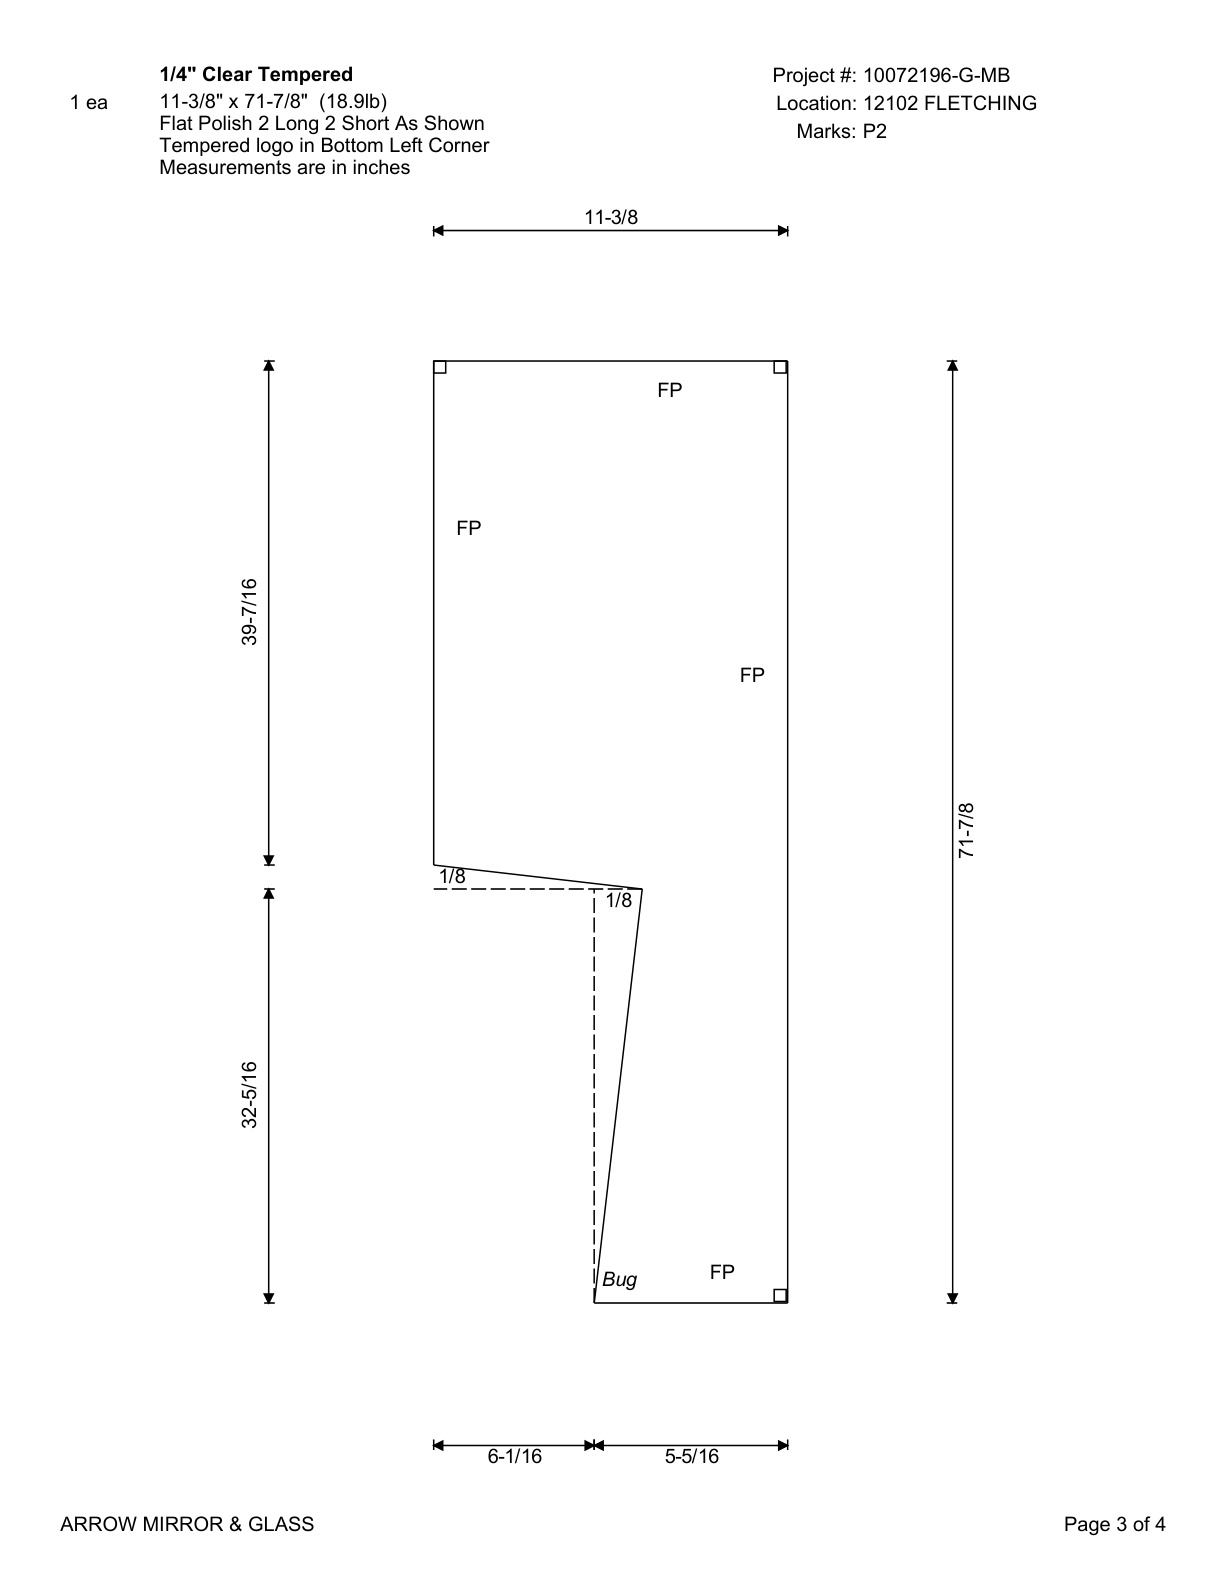 1/4" Clear Tempered
Project #: 10072196-G-MB
1 ea
11-3/8" x 71-7/8"  (18.9lb)
Location: 12102 FLETCHING
Flat Polish 2 Long 2 Short As Shown
Marks: P2
Tempered logo in Bottom Left Corner
Measurements are in inches
11-3/8
FP
FP
39-7/16
FP
71-7/8
1/8
1/8
32-5/16
FP
Bug
6-1/16
5-5/16
ARROW MIRROR & GLASS
Page 3 of 4